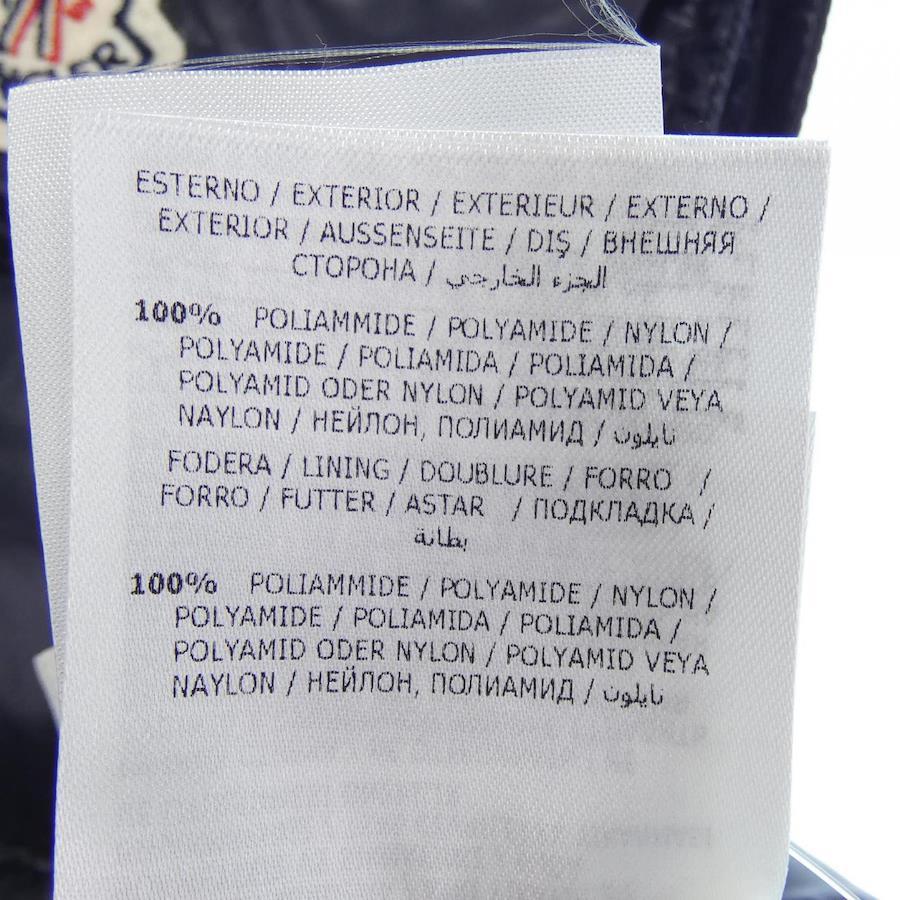 ESTERNO / EXTERIOR / EXTERIEUR / EXTERNO /
EXTERIOR / AUSSENSEITE / DIŞ / ВНЕШНЯЯ
СТОРОНА / الجزء الخارجي
100% POLIAMMIDE / POLYAMIDE / NYLON /
POLYAMIDE / POLIAMIDA / POLIAMIDA /
POLYAMID ODER NYLON / POLYAMID VEYA
NAYLON / НЕЙЛОН, ПОЛИАМИД / نايلون
FODERA / LINING / DOUBLURE / FORRO /
FORRO / FUTTER / ASTAR / ПОДКЛАДКА /
بطانة
100% POLIAMMIDE / POLYAMIDE / NYLON /
POLYAMIDE / POLIAMIDA / POLIAMIDA /
POLYAMID ODER NYLON / POLYAMID VEYA
NAYLON / НЕЙЛОН, ПОЛИАМИД / نايلون